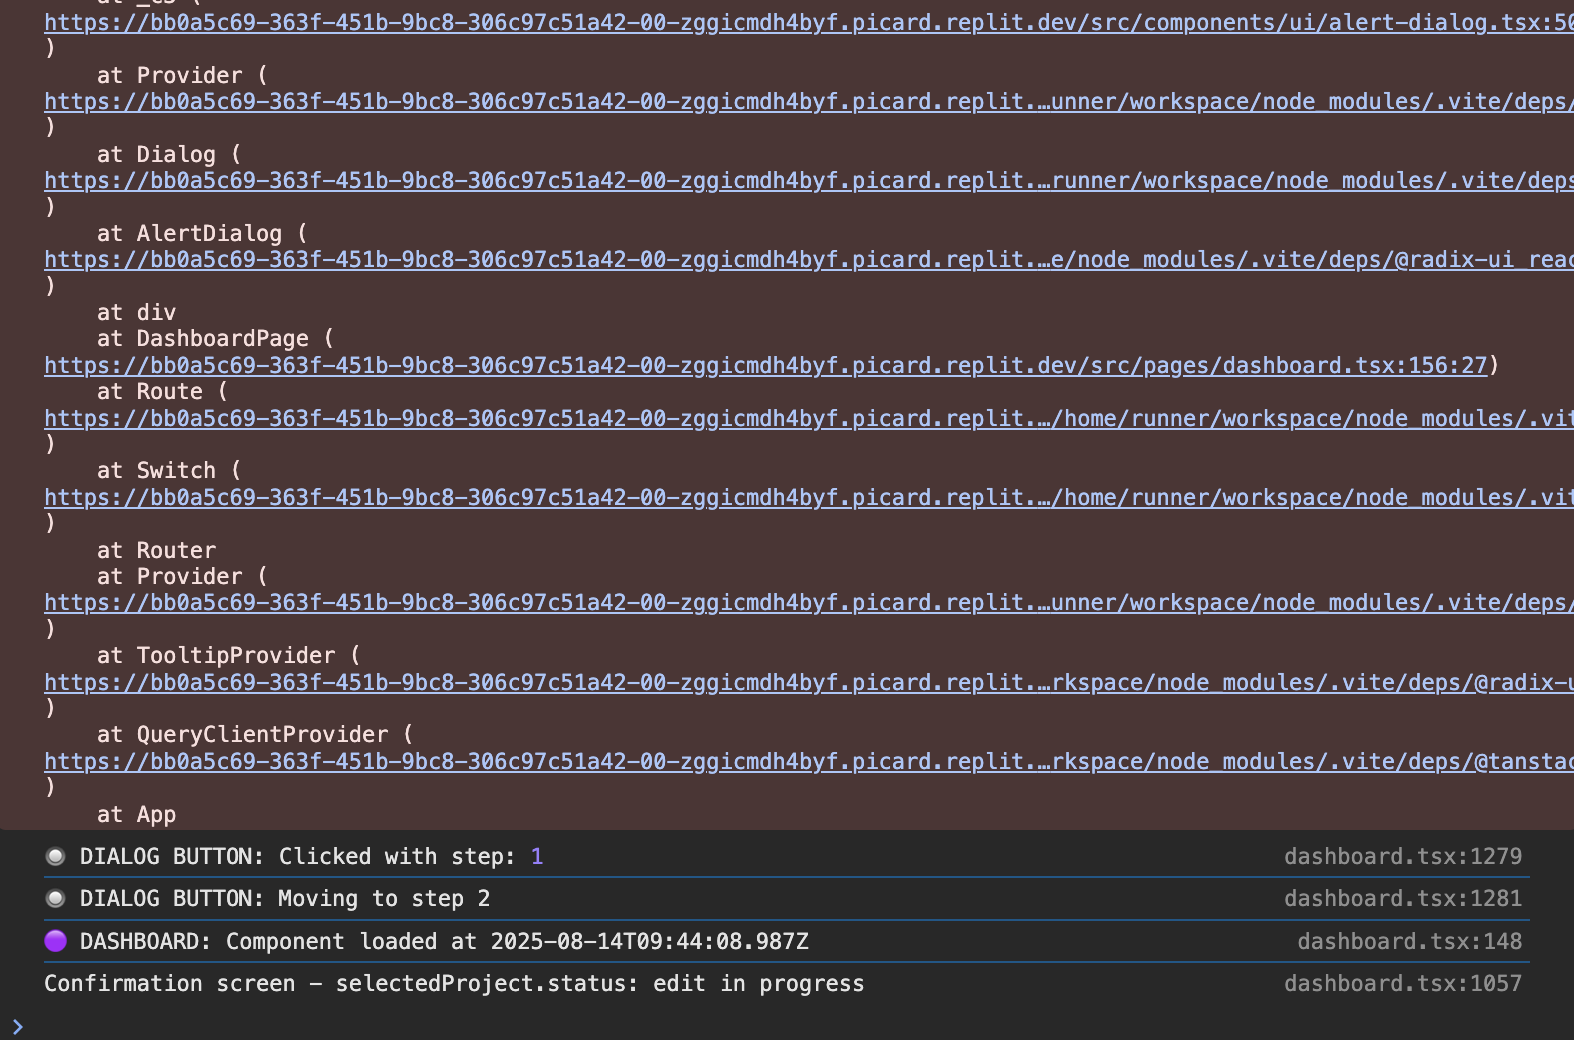 at _c5 (
https://bb0a5c69-363f-451b-9bc8-306c97c51a42-00-zggicmdh4byf.picard.replit.dev/src/components/ui/alert-dialog.tsx:50
)
at Provider (
https://bb0a5c69-363f-451b-9bc8-306c97c51a42-00-zggicmdh4byf.picard.replit.…unner/workspace/node_modules/.vite/deps/
)
at Dialog (
https://bb0a5c69-363f-451b-9bc8-306c97c51a42-00-zggicmdh4byf.picard.replit.…runner/workspace/node_modules/.vite/deps
)
at AlertDialog (
https://bb0a5c69-363f-451b-9bc8-306c97c51a42-00-zggicmdh4byf.picard.replit.…e/node_modules/.vite/deps/@radix-ui_reac
)
at div
at DashboardPage (
https://bb0a5c69-363f-451b-9bc8-306c97c51a42-00-zggicmdh4byf.picard.replit.dev/src/pages/dashboard.tsx:156:27)
at Route (
https://bb0a5c69-363f-451b-9bc8-306c97c51a42-00-zggicmdh4byf.picard.replit.…/home/runner/workspace/node_modules/.vit
)
at Switch (
https://bb0a5c69-363f-451b-9bc8-306c97c51a42-00-zggicmdh4byf.picard.replit.…/home/runner/workspace/node_modules/.vit
)
at Router
at Provider (
https://bb0a5c69-363f-451b-9bc8-306c97c51a42-00-zggicmdh4byf.picard.replit.…unner/workspace/node_modules/.vite/deps/
)
at TooltipProvider (
https://bb0a5c69-363f-451b-9bc8-306c97c51a42-00-zggicmdh4byf.picard.replit.…rkspace/node_modules/.vite/deps/@radix-u
)
at QueryClientProvider (
https://bb0a5c69-363f-451b-9bc8-306c97c51a42-00-zggicmdh4byf.picard.replit.…rkspace/node_modules/.vite/deps/@tanstac
)
at App
DIALOG BUTTON: Clicked with step: 1 dashboard.tsx:1279
DIALOG BUTTON: Moving to step 2 dashboard.tsx:1281
DASHBOARD: Component loaded at 2025-08-14T09:44:08.987Z dashboard.tsx:148
Confirmation screen - selectedProject.status: edit in progress dashboard.tsx:1057